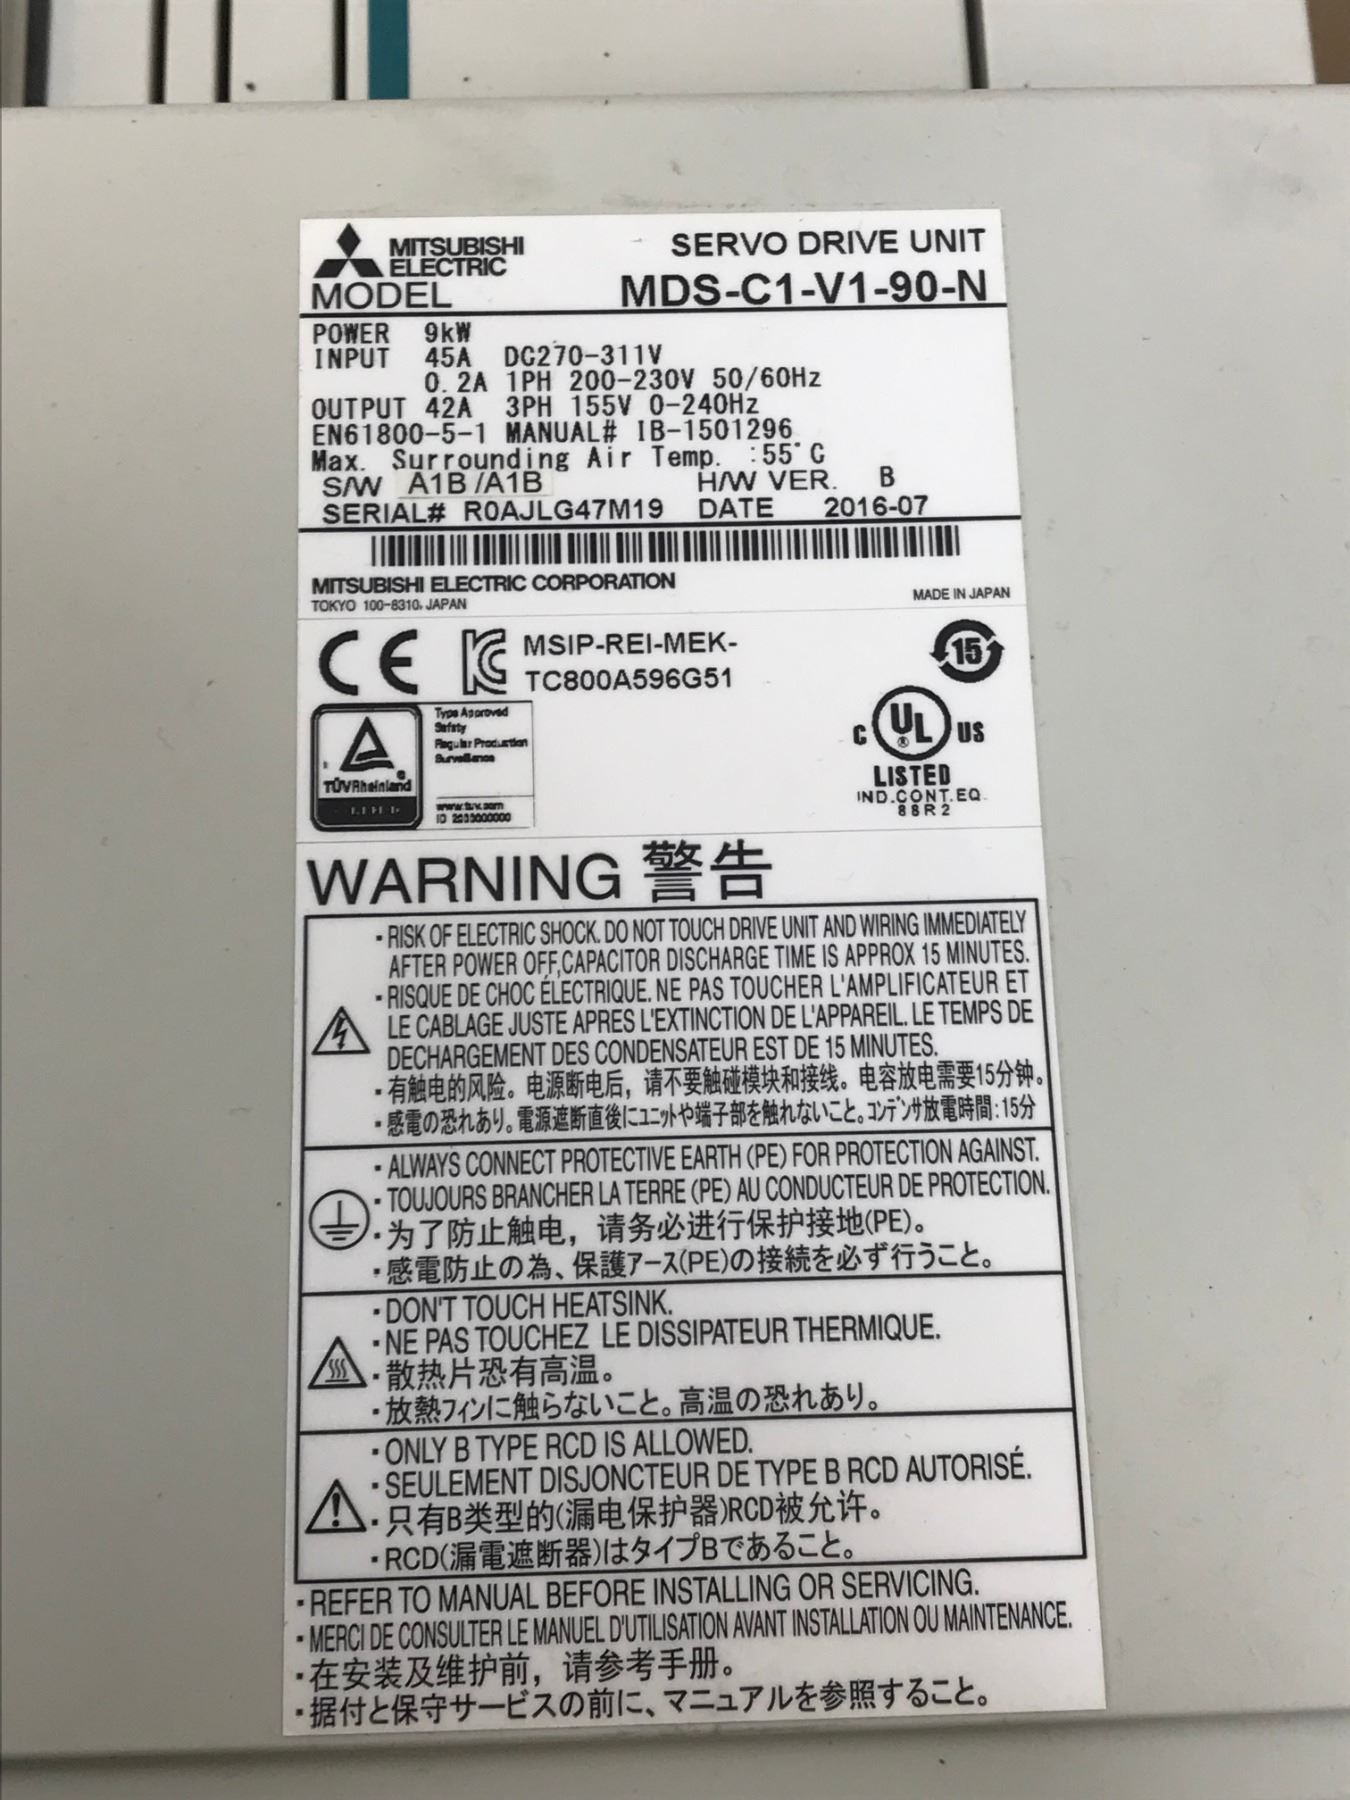 MITSUBISHI ELECTRIC
SERVO DRIVE UNIT
MODEL MDS-C1-V1-90-N
POWER 9kW
INPUT 45A DC270-311V
0.2A 1PH 200-230V 50/60Hz
OUTPUT 42A 3PH 155V 0-240Hz
EN61800-5-1 MANUAL# IB-1501296
Max. Surrounding Air Temp. :55°C
S/W A1B/A1B H/W VER. B
SERIAL# R0AJLG47M19 DATE 2016-07
MITSUBISHI ELECTRIC CORPORATION
TOKYO 100-8310, JAPAN MADE IN JAPAN
CE MSIP-REI-MEK-
TC800A596G51
15
Type Approved
Safety
Regular Production
Surveillance
TÜVRheinland
www.tuv.com
C UL US
®
LISTED
IND.CONT.EQ.
88R2
WARNING 警告
・RISK OF ELECTRIC SHOCK. DO NOT TOUCH DRIVE UNIT AND WIRING IMMEDIATELY
AFTER POWER OFF,CAPACITOR DISCHARGE TIME IS APPROX 15 MINUTES.
・RISQUE DE CHOC ÉLECTRIQUE. NE PAS TOUCHER L'AMPLIFICATEUR ET
LE CABLAGE JUSTE APRES L'EXTINCTION DE L'APPAREIL. LE TEMPS DE
DECHARGEMENT DES CONDENSATEUR EST DE 15 MINUTES.
・有触电的风险。电源断电后，请不要触碰模块和接线。电容放电需要15分钟。
・感電の恐れあり。電源遮断直後にユニットや端子部を触れないこと。コンデンサ放電時間:15分
・ALWAYS CONNECT PROTECTIVE EARTH (PE) FOR PROTECTION AGAINST.
・TOUJOURS BRANCHER LA TERRE (PE) AU CONDUCTEUR DE PROTECTION.
・为了防止触电，请务必进行保护接地(PE)。
・感電防止の為、保護アース(PE)の接続を必ず行うこと。
・DON'T TOUCH HEATSINK.
・NE PAS TOUCHEZ LE DISSIPATEUR THERMIQUE.
・散热片恐有高温。
・放熱フィンに触らないこと。高温の恐れあり。
・ONLY B TYPE RCD IS ALLOWED.
・SEULEMENT DISJONCTEUR DE TYPE B RCD AUTORISÉ.
・只有B类型的(漏电保护器)RCD被允许。
・RCD(漏電遮断器)はタイプBであること。
・REFER TO MANUAL BEFORE INSTALLING OR SERVICING.
・MERCI DE CONSULTER LE MANUEL D'UTILISATION AVANT INSTALLATION OU MAINTENANCE.
・在安装及维护前，请参考手册。
・据付と保守サービスの前に、マニュアルを参照すること。